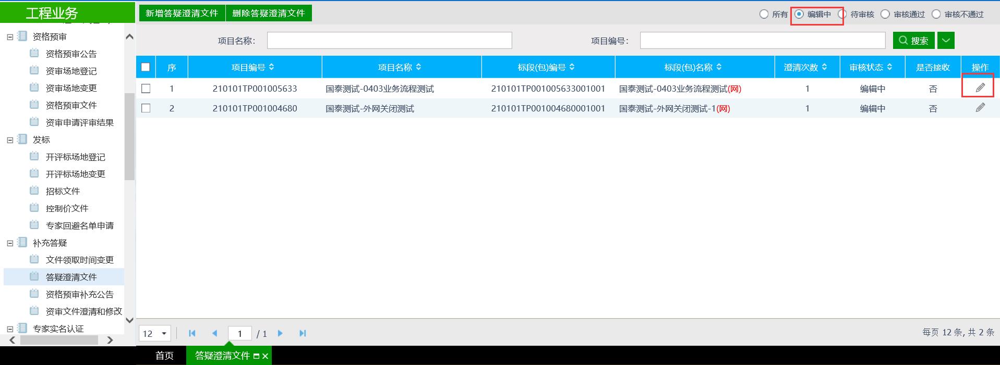 工程业务
资格预审
资格预审公告
资审场地登记
资审场地变更
资格预审文件
资审申请评审结果
发标
开评标场地登记
开评标场地变更
招标文件
控制价文件
专家回避名单申请
补充答疑
文件领取时间变更
答疑澄清文件
资格预审补充公告
资审文件澄清和修改
专家实名认证
新增答疑澄清文件 删除答疑澄清文件
所有 编辑中 待审核 审核通过 审核不通过
项目名称： 项目编号： 搜索
序 项目编号 项目名称 标段(包)编号 标段(包)名称 澄清次数 审核状态 是否接收 操作
1 210101TP001005633 国泰测试-0403业务流程测试 210101TP001005633001001 国泰测试-0403业务流程测试(网) 1 编辑中 否
2 210101TP001004680 国泰测试-外网关闭测试 210101TP001004680001001 国泰测试-外网关闭测试-1(网) 1 编辑中 否
12 1 / 1 每页 12 条, 共 2 条
首页 答疑澄清文件